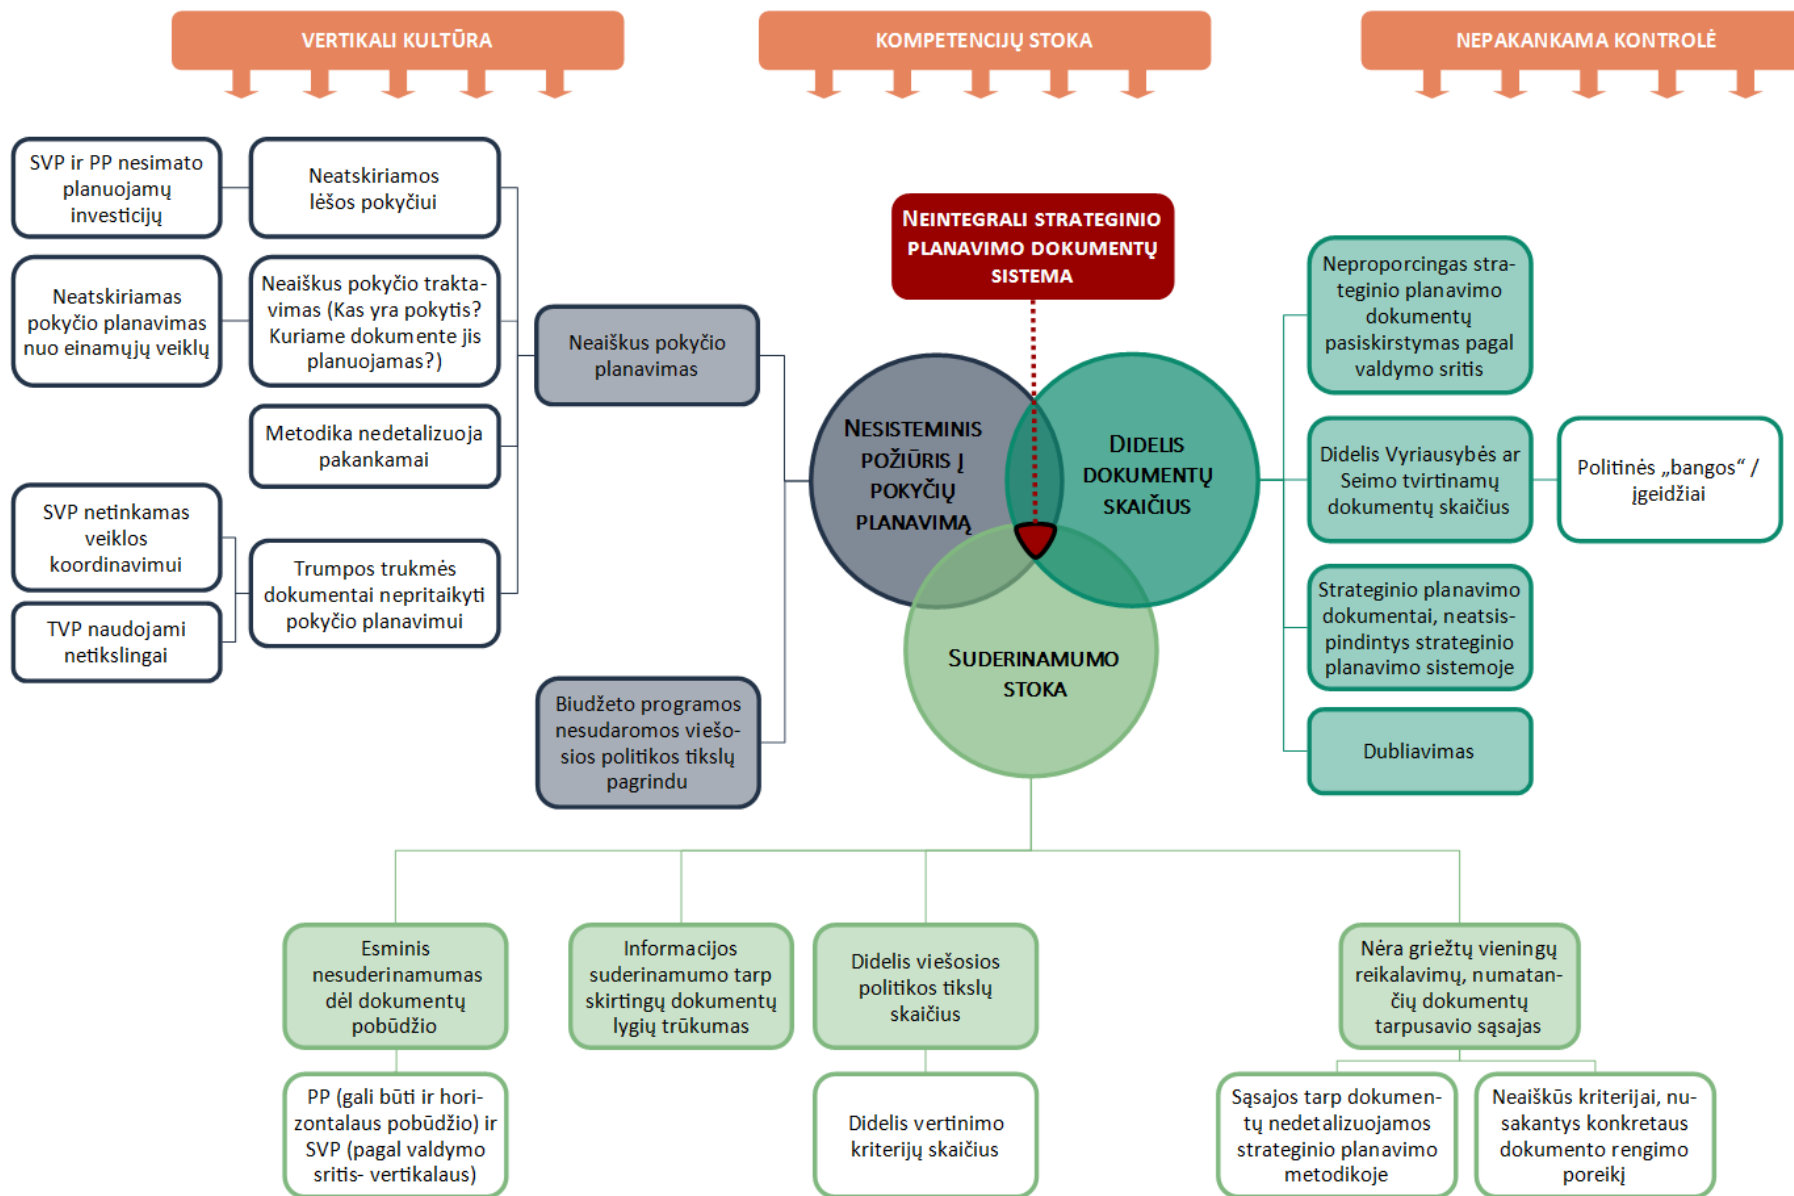 VERTIKALI KULTŪRA
KOMPETENCIJŲ STOKA
NEPAKANKAMA KONTROLĖ
SVP ir PP nesimato
planuojamų
investicijų
Neatskiriamos
lėšos pokyčiui
Neatskiriamas
pokyčio planavimas
nuo einamųjų veiklų
Neaiškus pokyčio trakta-
vimas (Kas yra pokytis?
Kuriame dokumente jis
planuojamas?)
Metodika nedetalizuoja
pakankamai
SVP netinkamas
veiklos
koordinavimui
TVP naudojami
netikslingai
Trumpos trukmės
dokumentai nepritaikyti
pokyčio planavimui
Neaiškus pokyčio
planavimas
Biudžeto programos
nesudaromos viešo-
sios politikos tikslų
pagrindu
NEINTEGRALI STRATEGINIO
PLANAVIMO DOKUMENTŲ
SISTEMA
NESISTEMINIS
POŽIŪRIS Į
POKYČIŲ
PLANAVIMĄ
DIDELIS
DOKUMENTŲ
SKAIČIUS
SUDERINAMUMO
STOKA
Neproporcingas stra-
teginio planavimo
dokumentų
pasiskirstymas pagal
valdymo sritis
Didelis Vyriausybės ar
Seimo tvirtinamų
dokumentų skaičius
Politinės „bangos“ /
įgeidžiai
Strateginio planavimo
dokumentai, neatsis-
pindintys strateginio
planavimo sistemoje
Dubliavimas
Esminis
nesuderinamumas
dėl dokumentų
pobūdžio
Informacijos
suderinamumo tarp
skirtingų dokumentų
lygių trūkumas
Didelis viešosios
politikos tikslų
skaičius
Nėra griežtų vieningų
reikalavimų, numatan-
čių dokumentų
tarpusavio sąsajas
PP (gali būti ir hori-
zontalaus pobūdžio) ir
SVP (pagal valdymo
sritis- vertikalaus)
Didelis vertinimo
kriterijų skaičius
Sąsajos tarp dokumen-
tų nedetalizuojamos
strateginio planavimo
metodikoje
Neaiškūs kriterijai, nu-
sakantys konkretaus
dokumento rengimo
poreikį